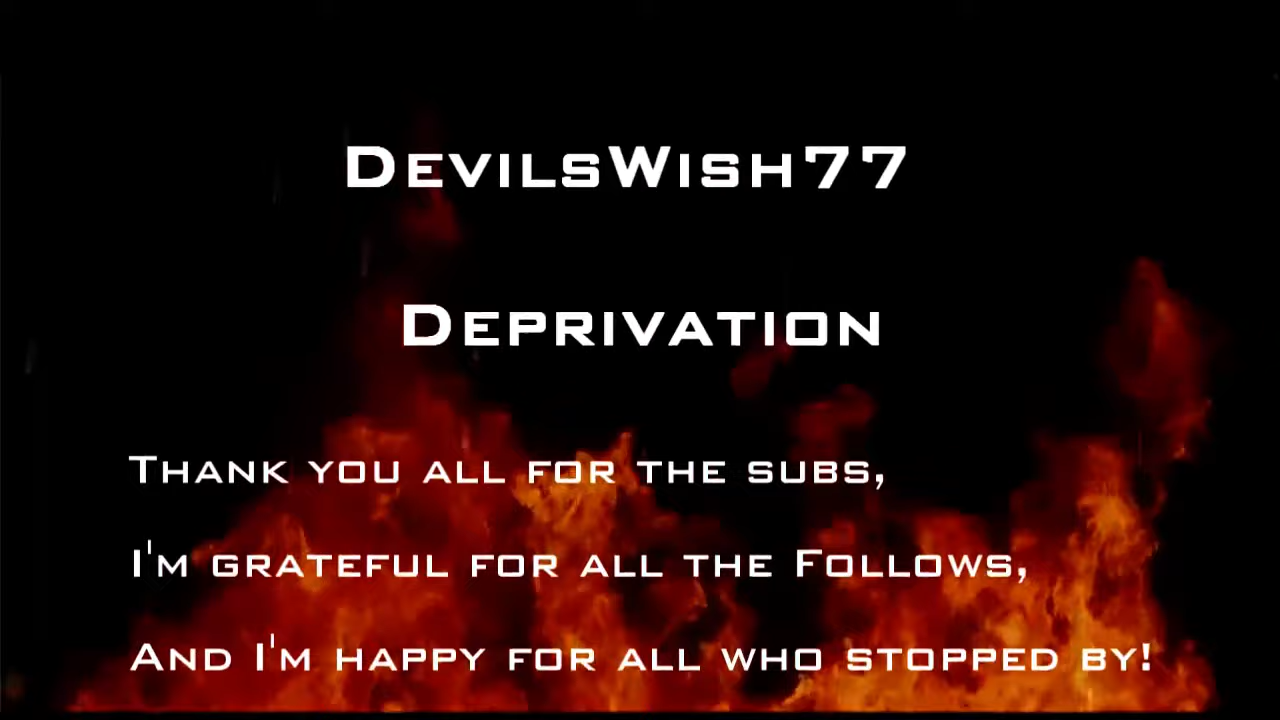 DevilsWish77
Deprivation
Thank you all for the subs,
I'm grateful for all the Follows,
And I'm happy for all who stopped by!